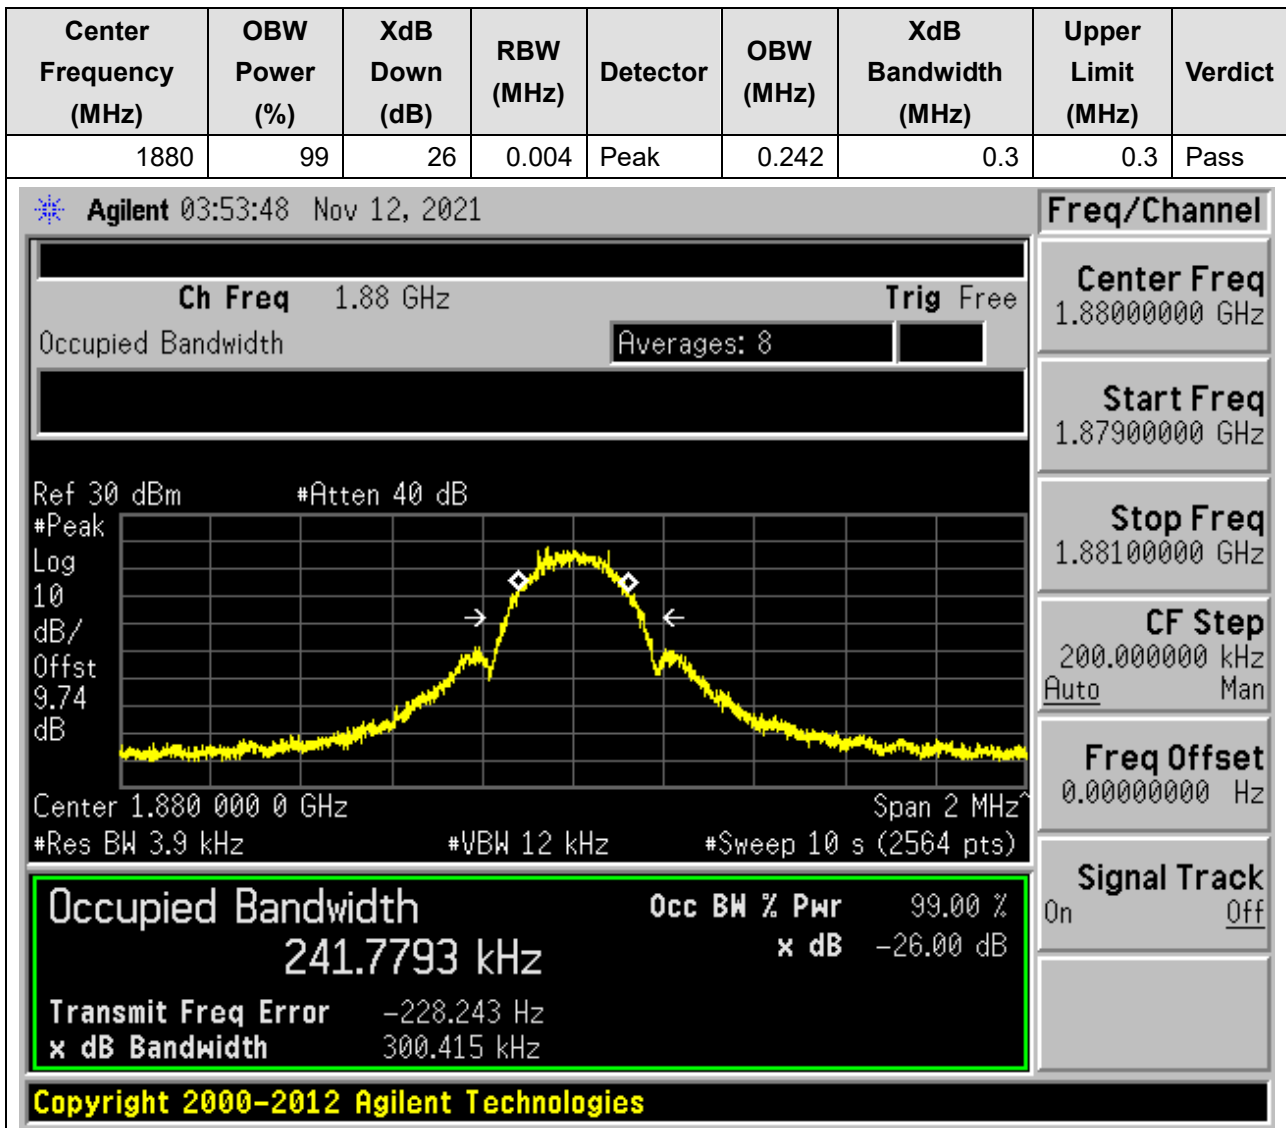 Center Frequency (MHz) OBW Power (%) XdB Down (dB) RBW (MHz) Detector OBW (MHz) XdB Bandwidth (MHz) Upper Limit (MHz) Verdict
1880 99 26 0.004 Peak 0.242 0.3 0.3 Pass
Agilent 03:53:48 Nov 12, 2021
Freq/Channel
Ch Freq 1.88 GHz Trig Free
Occupied Bandwidth Averages: 8
Center Freq
1.88000000 GHz
Start Freq
1.87900000 GHz
Stop Freq
1.88100000 GHz
CF Step
200.000000 kHz
Auto Man
Freq Offset
0.00000000 Hz
Signal Track
On Off
Ref 30 dBm #Atten 40 dB
#Peak
Log
10
dB/
Offst
9.74
dB
Center 1.880 000 0 GHz Span 2 MHz^
#Res BW 3.9 kHz #VBW 12 kHz #Sweep 10 s (2564 pts)
Occupied Bandwidth Occ BW % Pwr 99.00 %
241.7793 kHz x dB -26.00 dB
Transmit Freq Error -228.243 Hz
x dB Bandwidth 300.415 kHz
Copyright 2000-2012 Agilent Technologies